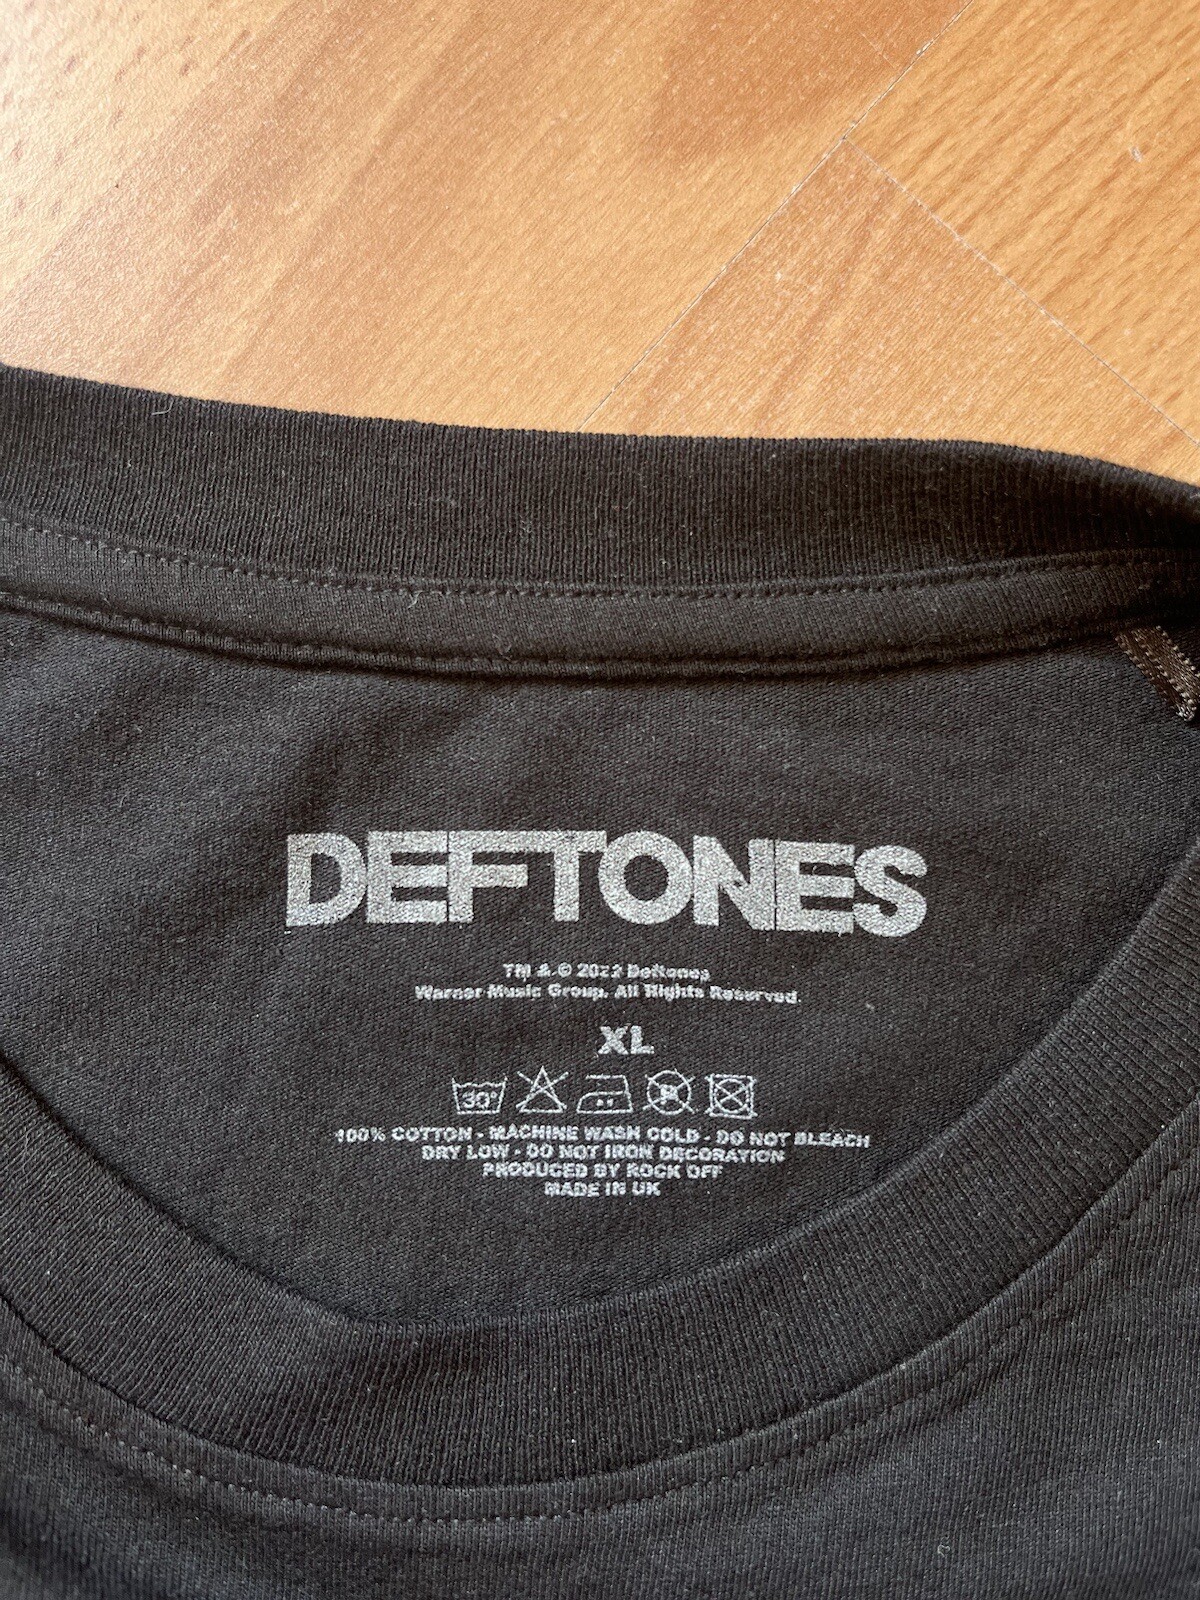 DEFTONES
TM & © 2022 Deftones
Warner Music Group. All Rights Reserved.
XL
30° P
100% COTTON - MACHINE WASH COLD - DO NOT BLEACH
DRY LOW - DO NOT IRON DECORATION
PRODUCED BY ROCK OFF
MADE IN UK